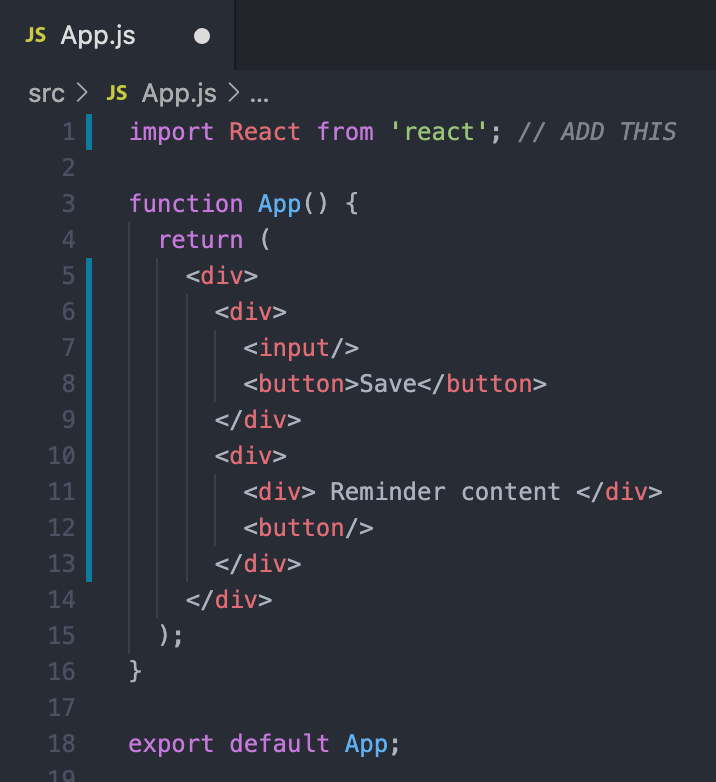 JS App.js
src > JS App.js > ...
1 import React from 'react'; // ADD THIS
2
3 function App() {
4   return (
5     <div>
6       <div>
7         <input/>
8         <button>Save</button>
9       </div>
10       <div>
11         <div> Reminder content </div>
12         <button/>
13       </div>
14     </div>
15   );
16 }
17
18 export default App;
19